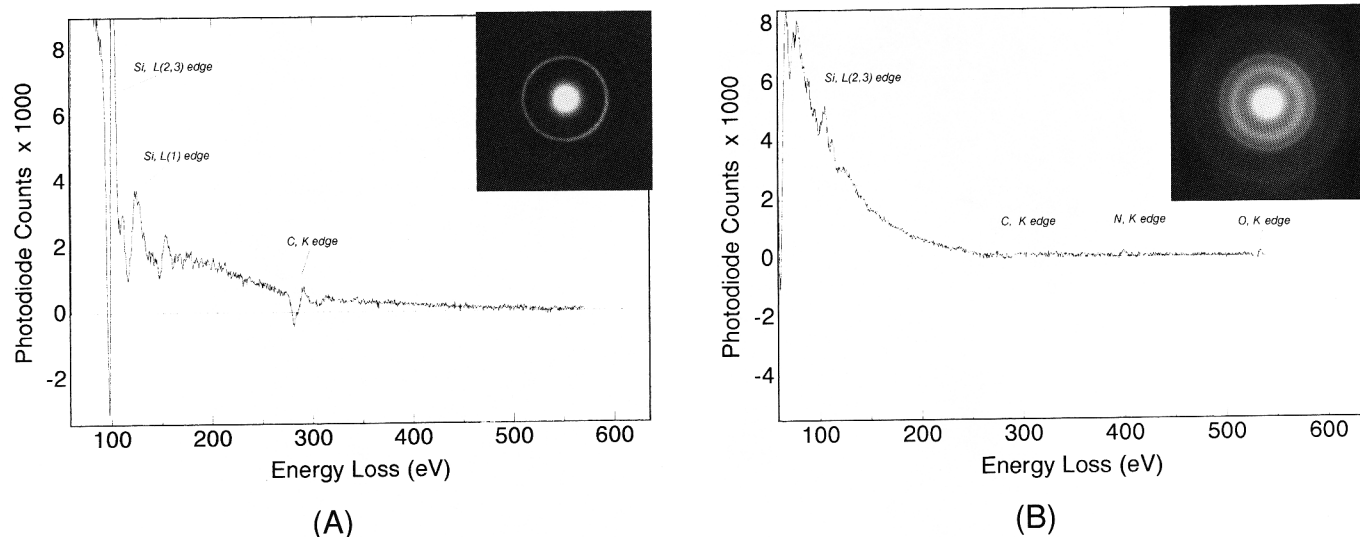 8
6
4
2
0
-2
Photodiode Counts x 1000
Si, L(2,3) edge
Si, L(1) edge
C, K edge
100 200 300 400 500 600
Energy Loss (eV)
(A)
8
6
4
2
0
-2
-4
Photodiode Counts x 1000
Si, L(2.3) edge
C, K edge
N, K edge
O, K edge
100 200 300 400 500 600
Energy Loss (eV)
(B)